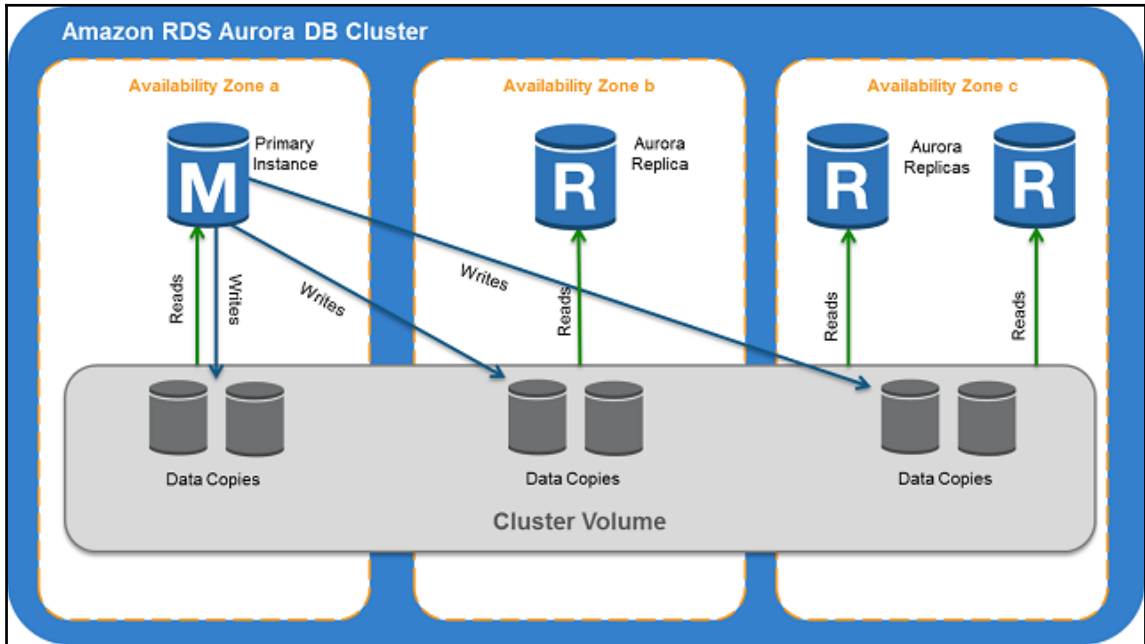 Amazon RDS Aurora DB Cluster
Availability Zone a
Availability Zone b
Availability Zone c
M
Primary
Instance
R
Aurora
Replica
R
Aurora
Replicas
R
Reads
Writes
Writes
Writes
Reads
Reads
Reads
Data Copies
Data Copies
Data Copies
Cluster Volume